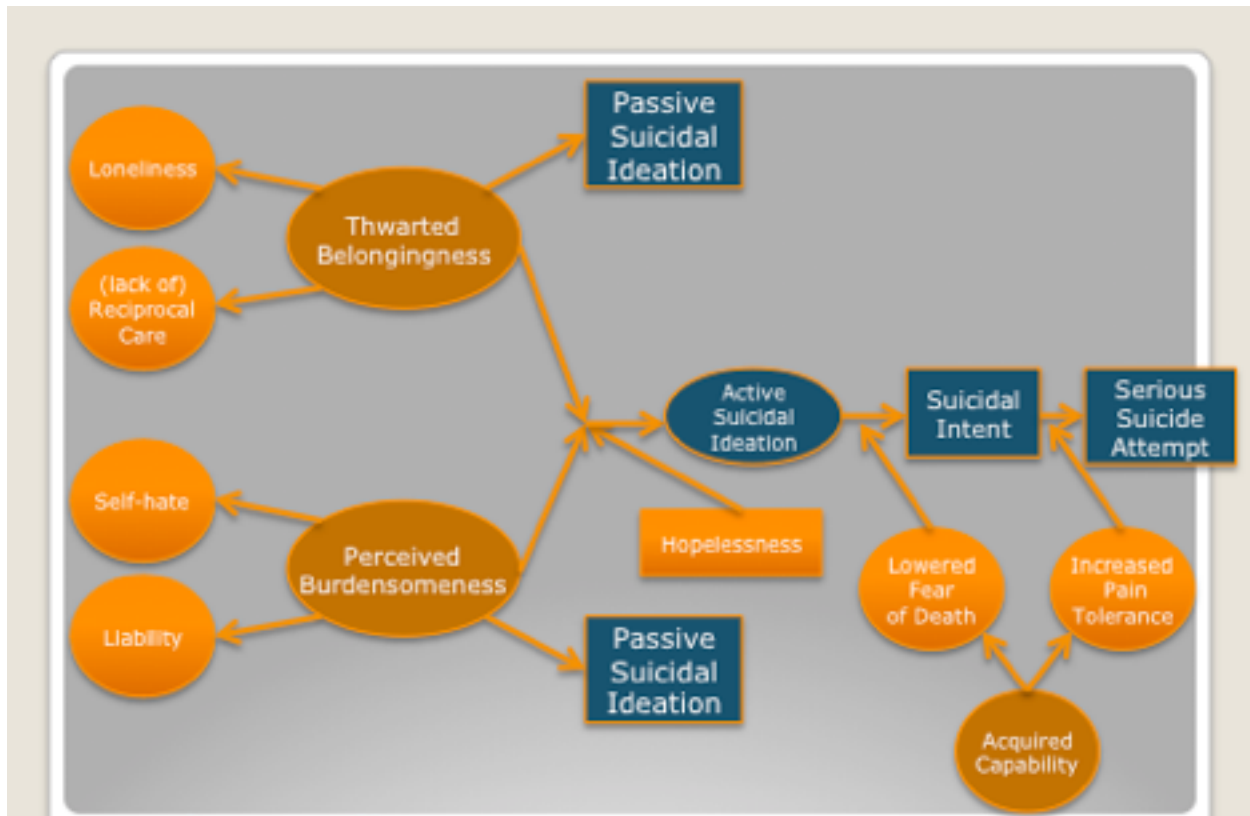 Passive
Suicidal
Ideation
Loneliness
Thwarted
Belongingness
(lack of)
Reciprocal
Care
Active
Suicidal
Ideation
Suicidal
Intent
Serious
Suicide
Attempt
Self-hate
Perceived
Burdensomeness
Hopelessness
Lowered
Fear
of Death
Increased
Pain
Tolerance
Liability
Passive
Suicidal
Ideation
Acquired
Capability